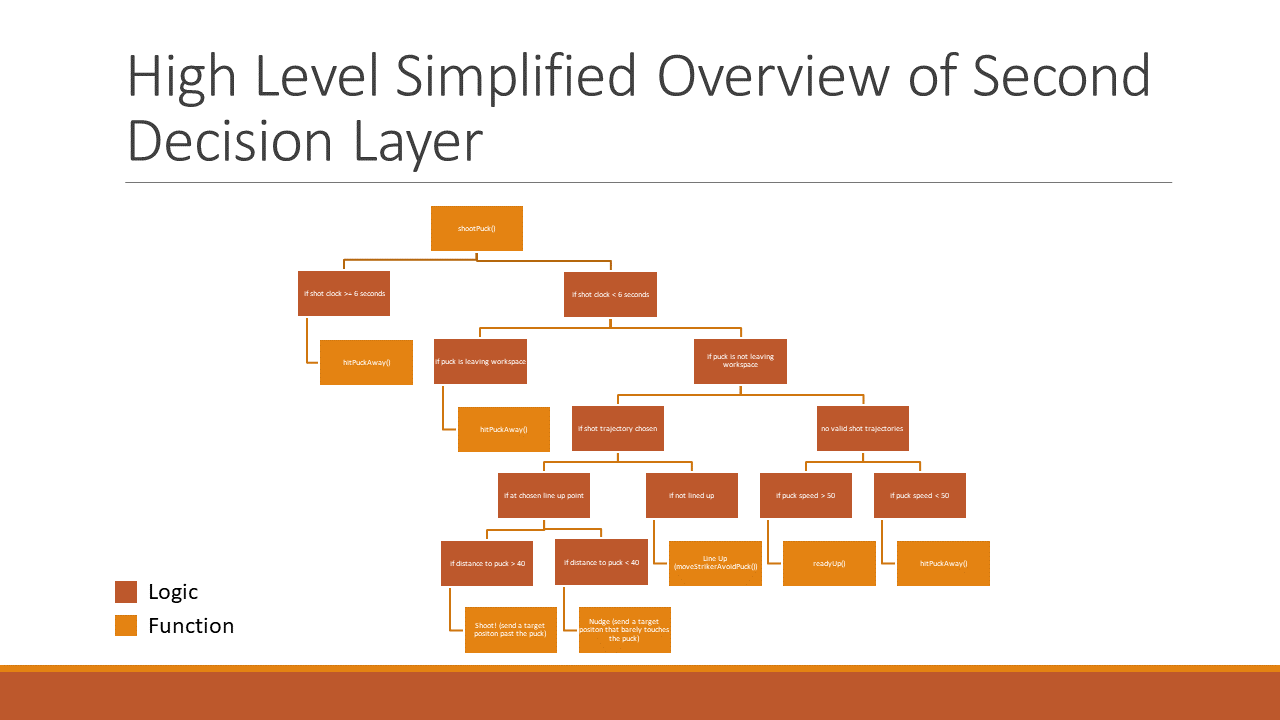 High Level Simplified Overview of Second
Decision Layer
shootPuck()
if shot clock >= 6 seconds
if shot clock < 6 seconds
hitPuckAway()
if puck is leaving workspace
if puck is not leaving
workspace
hitPuckAway()
if shot trajectory chosen
no valid shot trajectories
if at chosen line up point
if not lined up
if puck speed > 50
if puck speed < 50
if distance to puck > 40
if distance to puck < 40
Line Up
(moveStrikerAvoidPuck())
readyUp()
hitPuckAway()
Shoot! (send a target
positon past the puck)
Nudge (send a target
positon that barely touches
the puck)
Logic
Function